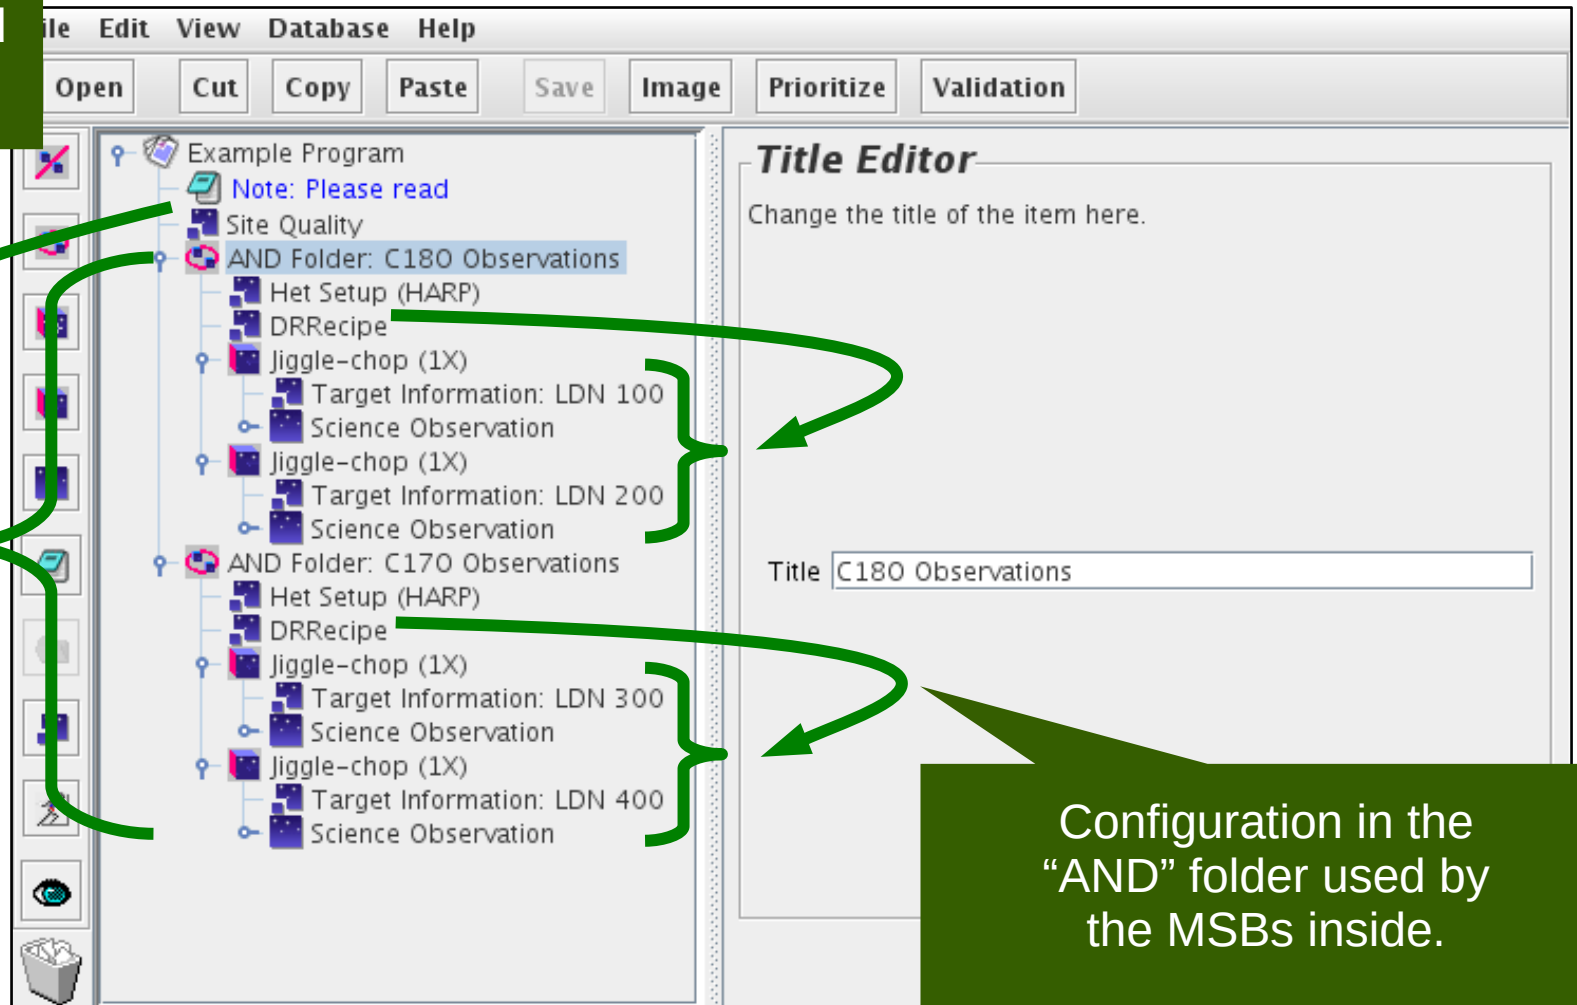 ile Edit View Database Help
Open Cut Copy Paste Save Image Prioritize Validation
Example Program
Note: Please read
Site Quality
AND Folder: C18O Observations
Het Setup (HARP)
DRRecipe
Jiggle-chop (1X)
Target Information: LDN 100
Science Observation
Jiggle-chop (1X)
Target Information: LDN 200
Science Observation
AND Folder: C17O Observations
Het Setup (HARP)
DRRecipe
Jiggle-chop (1X)
Target Information: LDN 300
Science Observation
Jiggle-chop (1X)
Target Information: LDN 400
Science Observation
Title Editor
Change the title of the item here.
Title C18O Observations
Configuration in the
“AND” folder used by
the MSBs inside.